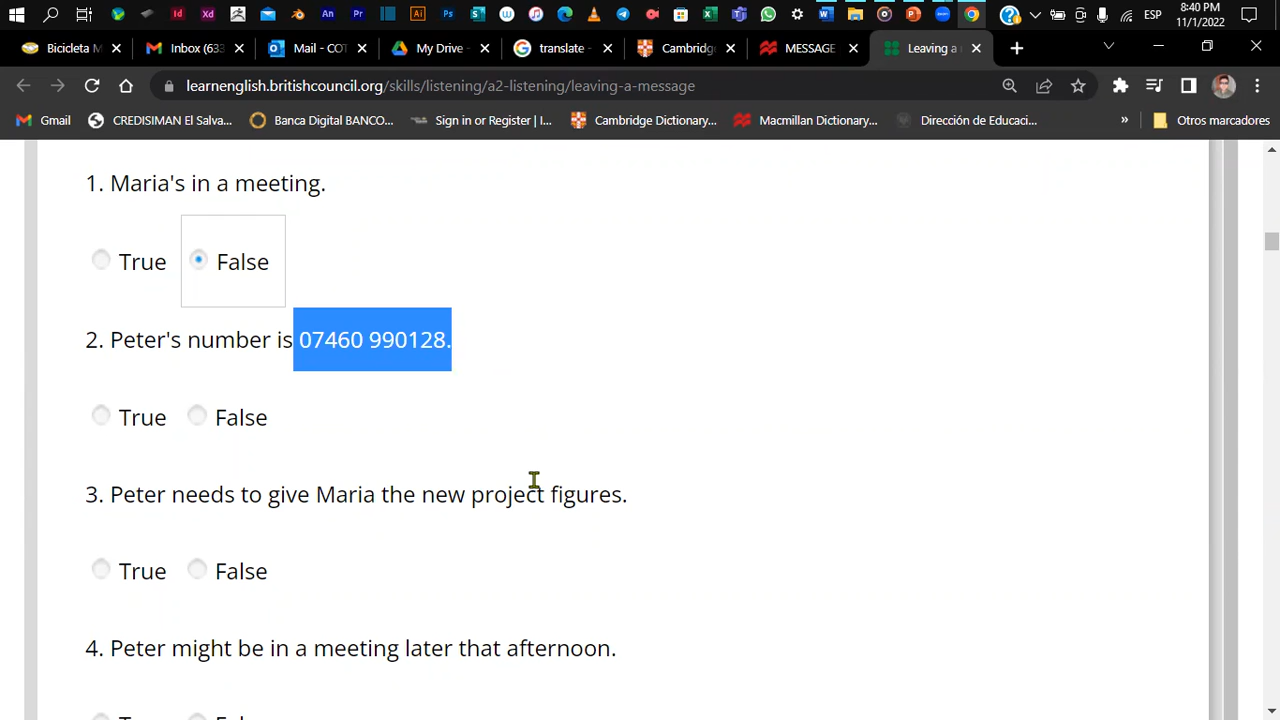 8:40 PM
ESP
11/1/2022
Bicicleta M
Inbox (633
Mail - COT
My Drive -
translate -
Cambridg
MESSAGE
Leaving a
learnenglish.britishcouncil.org/skills/listening/a2-listening/leaving-a-message
Gmail
CREDISIMAN El Salva...
Banca Digital BANCO...
Sign in or Register | I...
Cambridge Dictionary...
Macmillan Dictionary...
Dirección de Educaci...
»
Otros marcadores
1. Maria's in a meeting.
True
False
2. Peter's number is 07460 990128.
True
False
3. Peter needs to give Maria the new project figures.
True
False
4. Peter might be in a meeting later that afternoon.